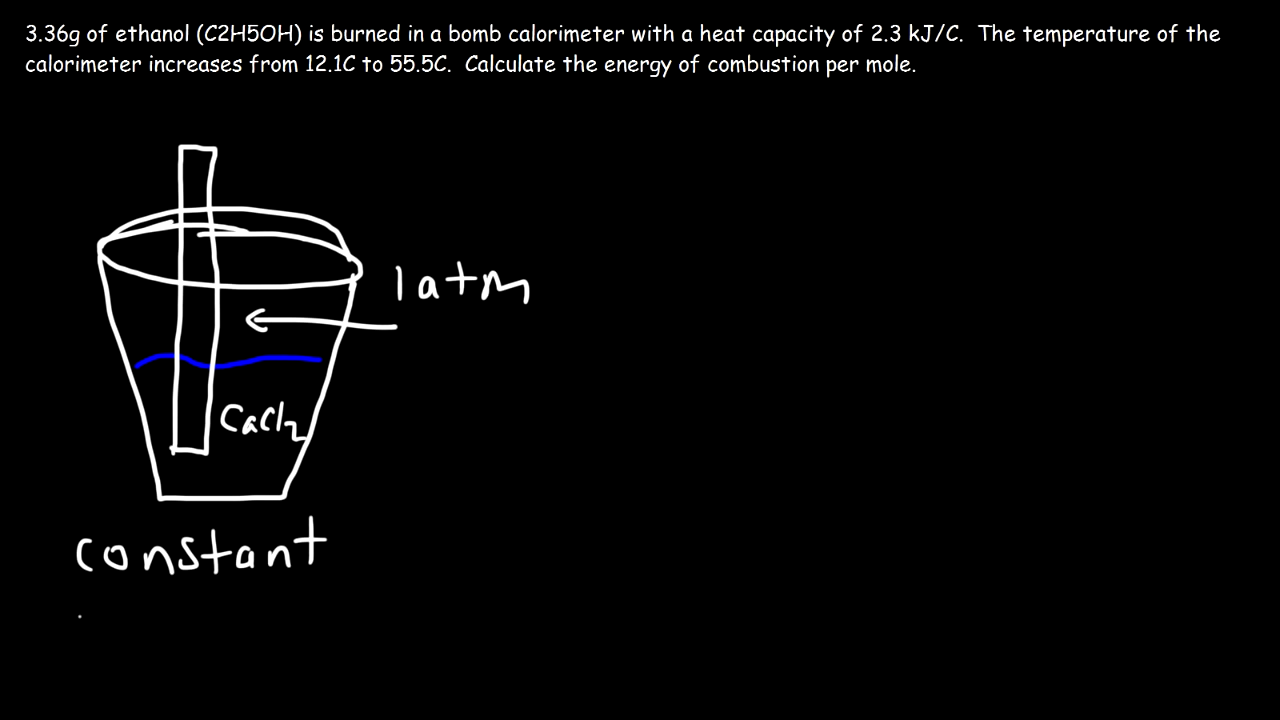 3.36g of ethanol (C2H5OH) is burned in a bomb calorimeter with a heat capacity of 2.3 kJ/C.  The temperature of the
calorimeter increases from 12.1C to 55.5C.  Calculate the energy of combustion per mole.
1 atm
CaCl2
constant